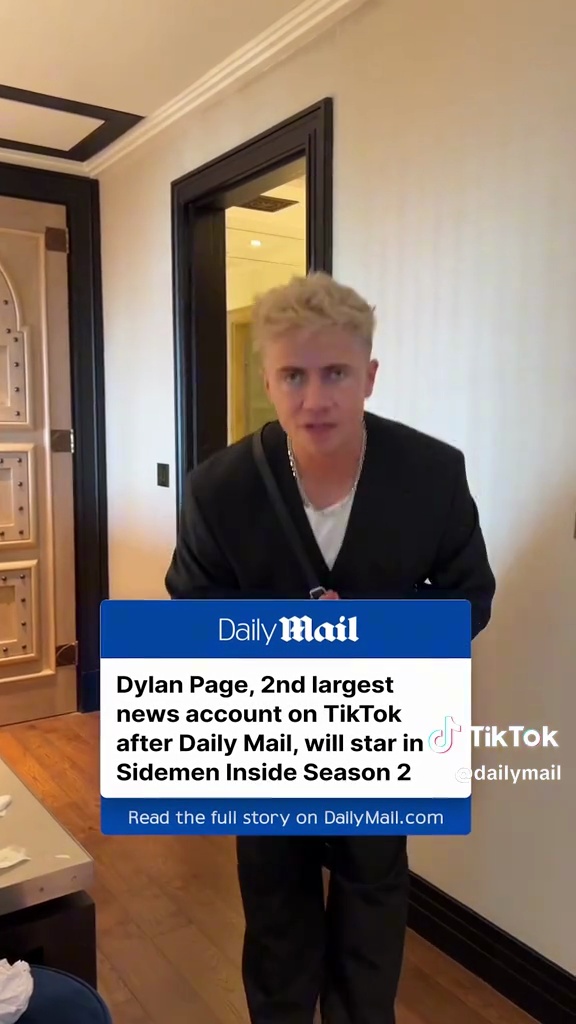 Daily Mail
Dylan Page, 2nd largest
news account on TikTok
after Daily Mail, will star in
Sidemen Inside Season 2
TikTok
@dailymail
Read the full story on DailyMail.com